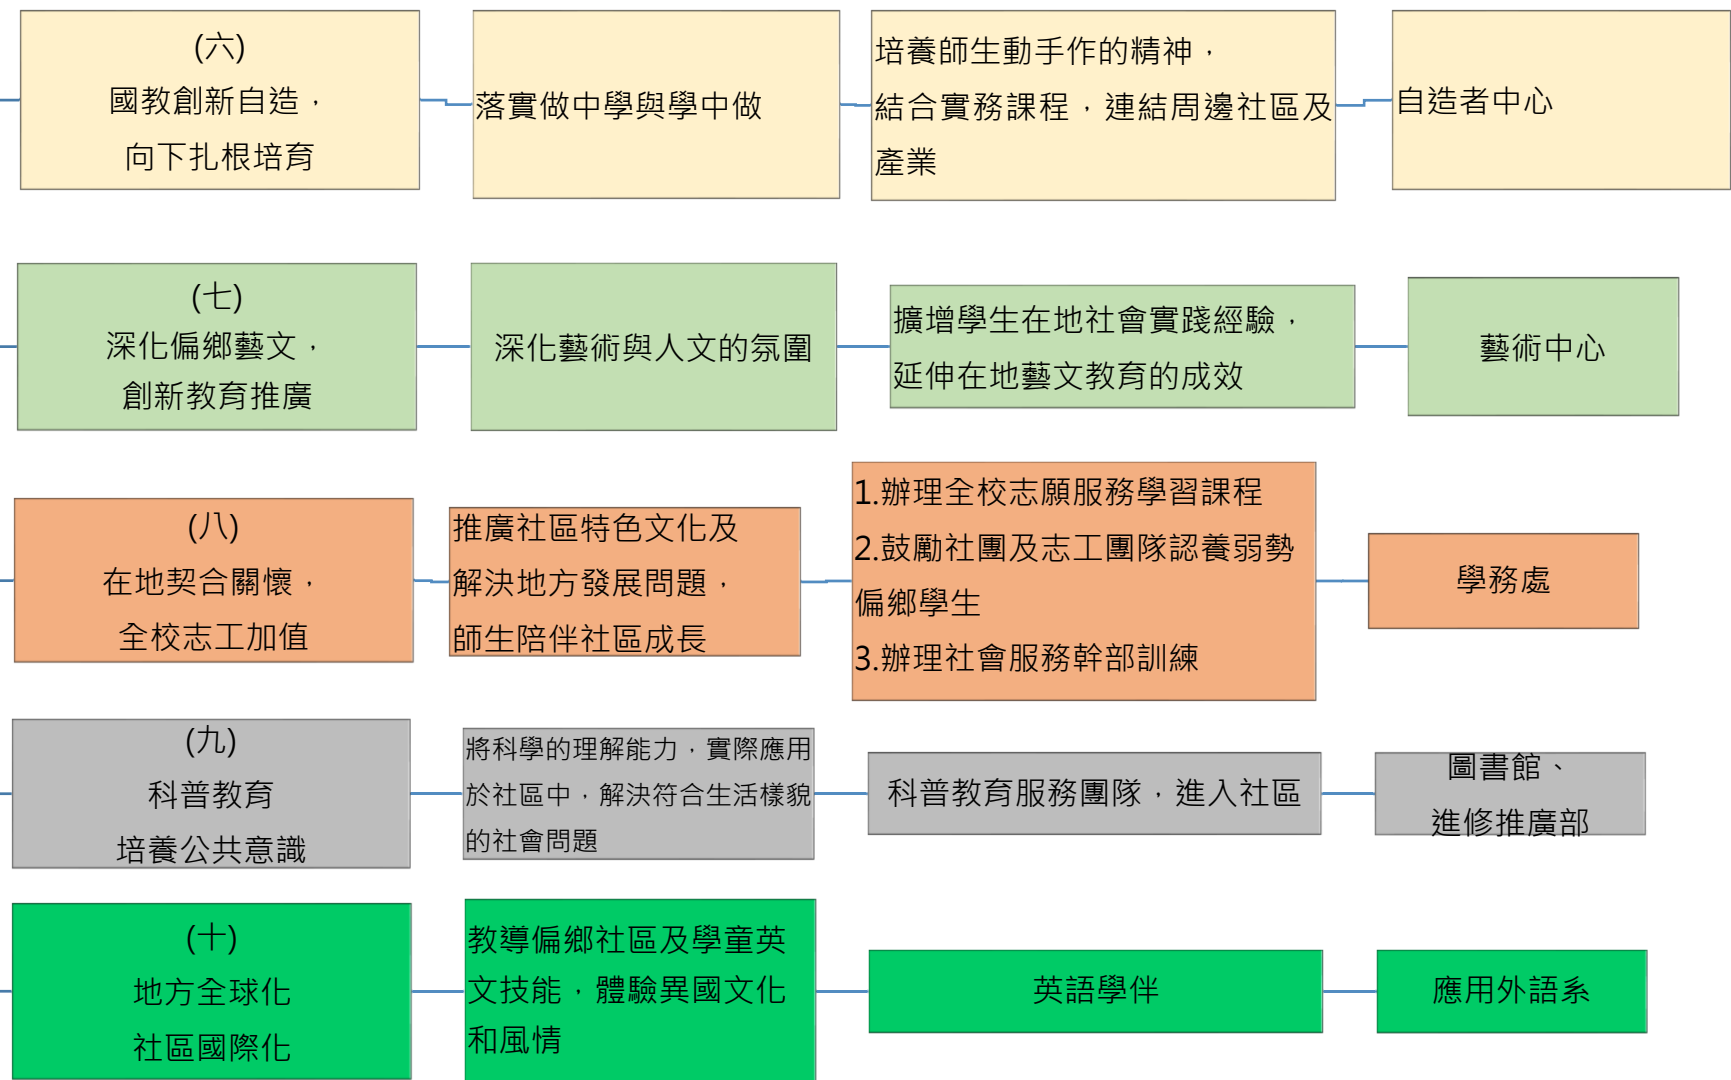 (六)
國教創新自造，
向下扎根培育
落實做中學與學中做
培養師生動手作的精神，
結合實務課程，連結周邊社區及
產業
自造者中心
(七)
深化偏鄉藝文，
創新教育推廣
深化藝術與人文的氛圍
擴增學生在地社會實踐經驗，
延伸在地藝文教育的成效
藝術中心
(八)
在地契合關懷，
全校志工加值
推廣社區特色文化及
解決地方發展問題，
師生陪伴社區成長
1.辦理全校志願服務學習課程
2.鼓勵社團及志工團隊認養弱勢
偏鄉學生
3.辦理社會服務幹部訓練
學務處
(九)
科普教育
培養公共意識
將科學的理解能力，實際應用
於社區中，解決符合生活樣貌
的社會問題
科普教育服務團隊，進入社區
圖書館、
進修推廣部
(十)
地方全球化
社區國際化
教導偏鄉社區及學童英
文技能，體驗異國文化
和風情
英語學伴
應用外語系